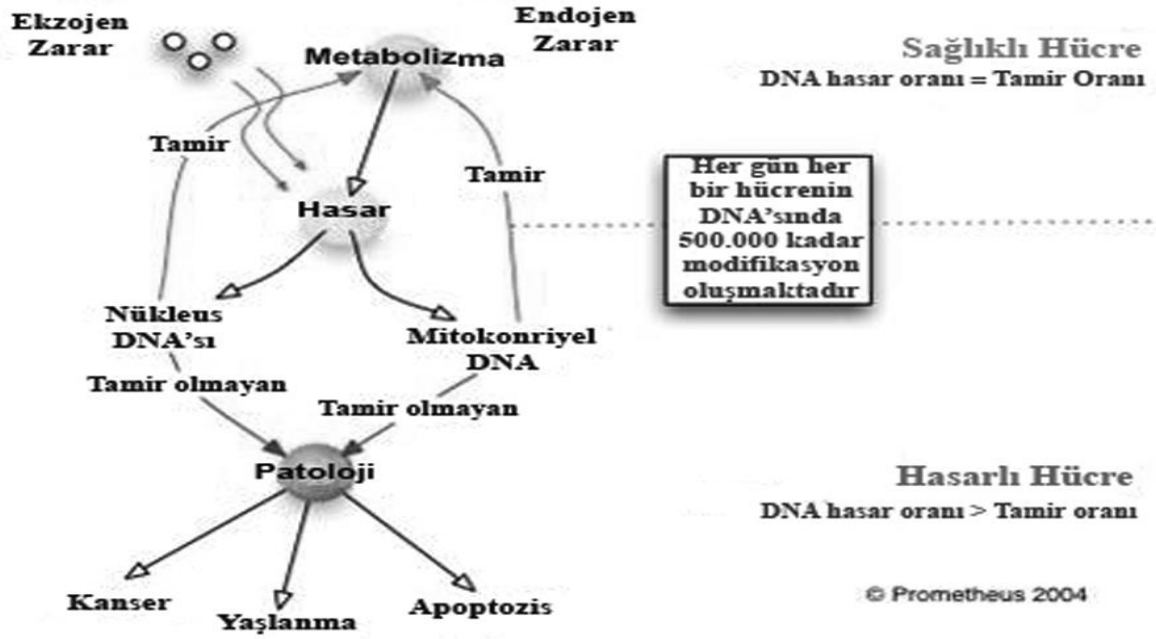 Ekzojen
Zarar
Endojen
Zarar
Metabolizma
Sağlıklı Hücre
DNA hasar oranı = Tamir Oranı
Tamir
Tamir
Her gün her
bir hücrenin
DNA'sında
500.000 kadar
modifikasyon
oluşmaktadır
Hasar
Nükleus
DNA'sı
Mitokonriyel
DNA
Tamir olmayan
Tamir olmayan
Patoloji
Hasarlı Hücre
DNA hasar oranı > Tamir oranı
Kanser
Yaşlanma
Apoptozis
© Prometheus 2004